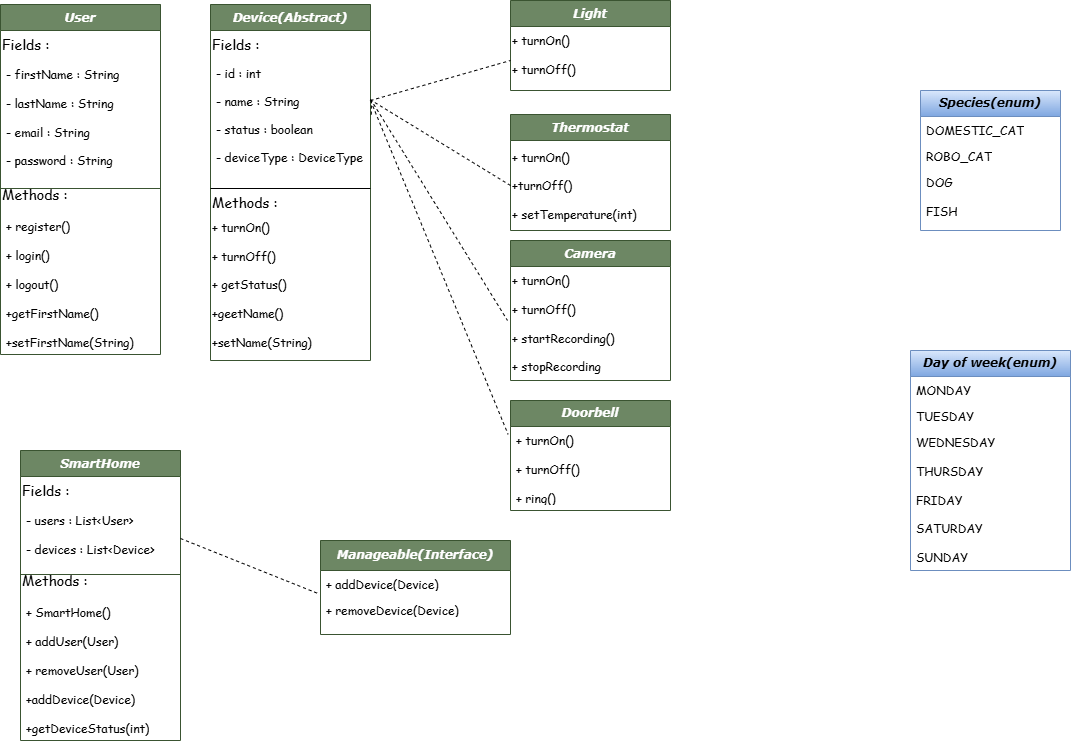 User
Fields :
- firstName : String
- lastName : String
- email : String
- password : String
Methods :
+ register()
+ login()
+ logout()
+getFirstName()
+setFirstName(String)
Device(Abstract)
Fields :
- id : int
- name : String
- status : boolean
- deviceType : DeviceType
Methods :
+ turnOn()
+ turnOff()
+ getStatus()
+geetName()
+setName(String)
Light
+ turnOn()
+ turnOff()
Thermostat
+ turnOn()
+turnOff()
+ setTemperature(int)
Camera
+ turnOn()
+ turnOff()
+ startRecording()
+ stopRecording
Doorbell
+ turnOn()
+ turnOff()
+ ring()
Species(enum)
DOMESTIC_CAT
ROBO_CAT
DOG
FISH
Day of week(enum)
MONDAY
TUESDAY
WEDNESDAY
THURSDAY
FRIDAY
SATURDAY
SUNDAY
SmartHome
Fields :
- users : List<User>
- devices : List<Device>
Methods :
+ SmartHome()
+ addUser(User)
+ removeUser(User)
+addDevice(Device)
+getDeviceStatus(int)
Manageable(Interface)
+ addDevice(Device)
+ removeDevice(Device)